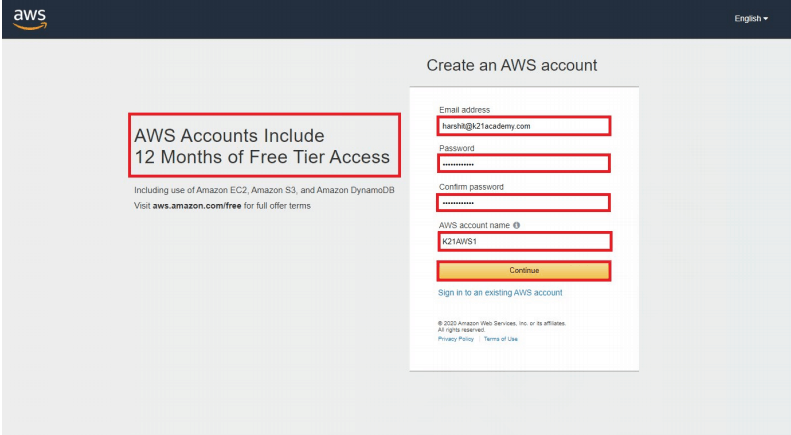 aws
English
Create an AWS account
AWS Accounts Include
12 Months of Free Tier Access
Including use of Amazon EC2, Amazon S3, and Amazon DynamoDB
Visit aws.amazon.com/free for full offer terms
Email address
harshit@k21academy.com
Password
••••••••••••
Confirm password
••••••••••••
AWS account name
K21AWS1
Continue
Sign in to an existing AWS account
© 2020 Amazon Web Services, Inc. or its affiliates.
All rights reserved.
Privacy Policy | Terms of Use